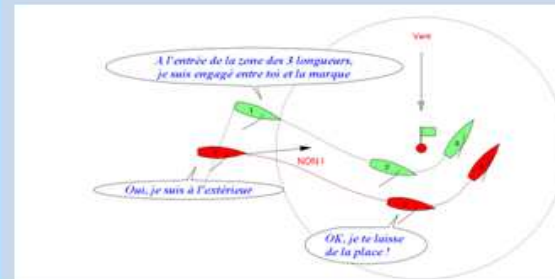 Vent
A l'entrée de la zone des 3 longueurs,
je suis engagé entre toi et la marque
1
NON !
Oui, je suis à l'extérieur
OK, je te laisse
de la place !